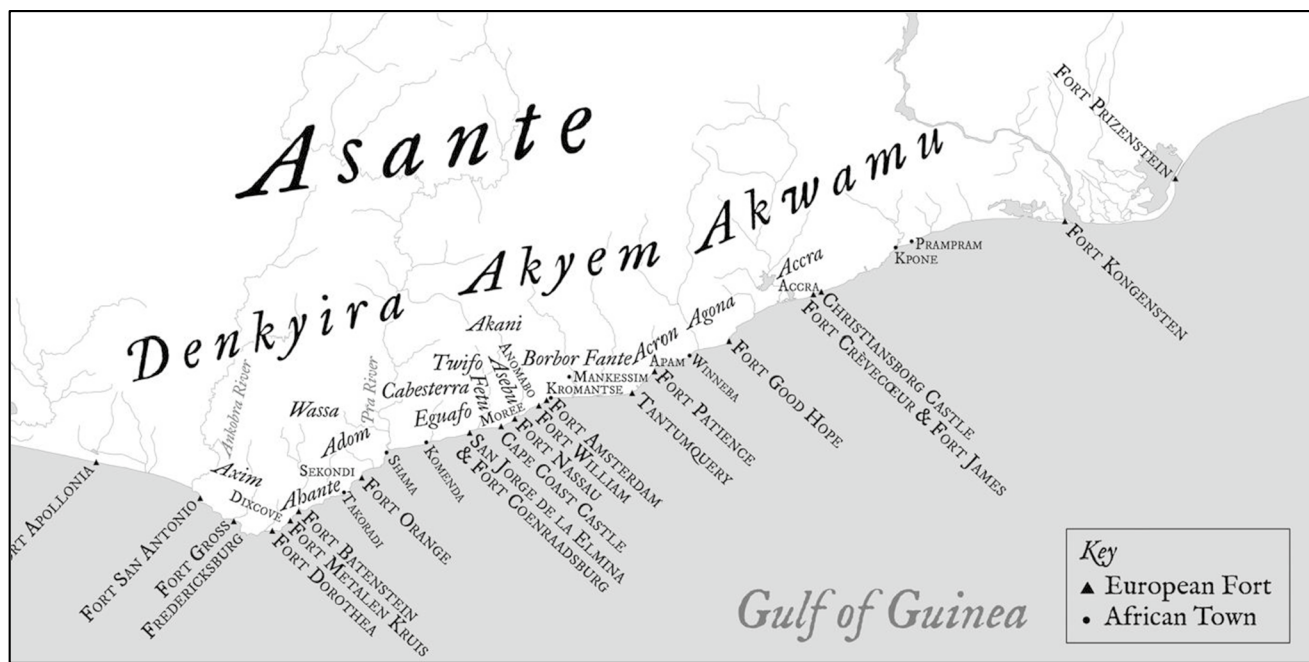 Asante
Denkyira
Akyem
Akwamu
Akani
Twifo
Cabesterra
Eguafo
Fetu
Asebu
Borbor Fante
Acron
Agona
Accra
Wassa
Adom
Axim
Ahante
Ankobra River
Pra River
RT APOLLONIA
FORT SAN ANTONIO
FORT GROSS
FREDERICKSBURG
DIXCOVE
FORT DOROTHEA
FORT METALEN KRUIS
FORT BATENSTEIN
SEKONDI
TAKORADI
FORT ORANGE
SHAMA
KOMENDA
SAN JORGE DE LA ELMINA
& FORT COENRAADSBURG
CAPE COAST CASTLE
MOREE
FORT NASSAU
ANOMABO
FORT WILLIAM
FORT AMSTERDAM
KROMANTSE
MANKESSIM
TANTUMQUERY
APAM
FORT PATIENCE
WINNEBA
FORT GOOD HOPE
ACCRA
FORT CRÈVECŒUR & FORT JAMES
CHRISTIANSBORG CASTLE
KPONE
PRAMPRAM
FORT KONGENSTEN
FORT PRIZENSTEIN
Gulf of Guinea
Key
European Fort
African Town